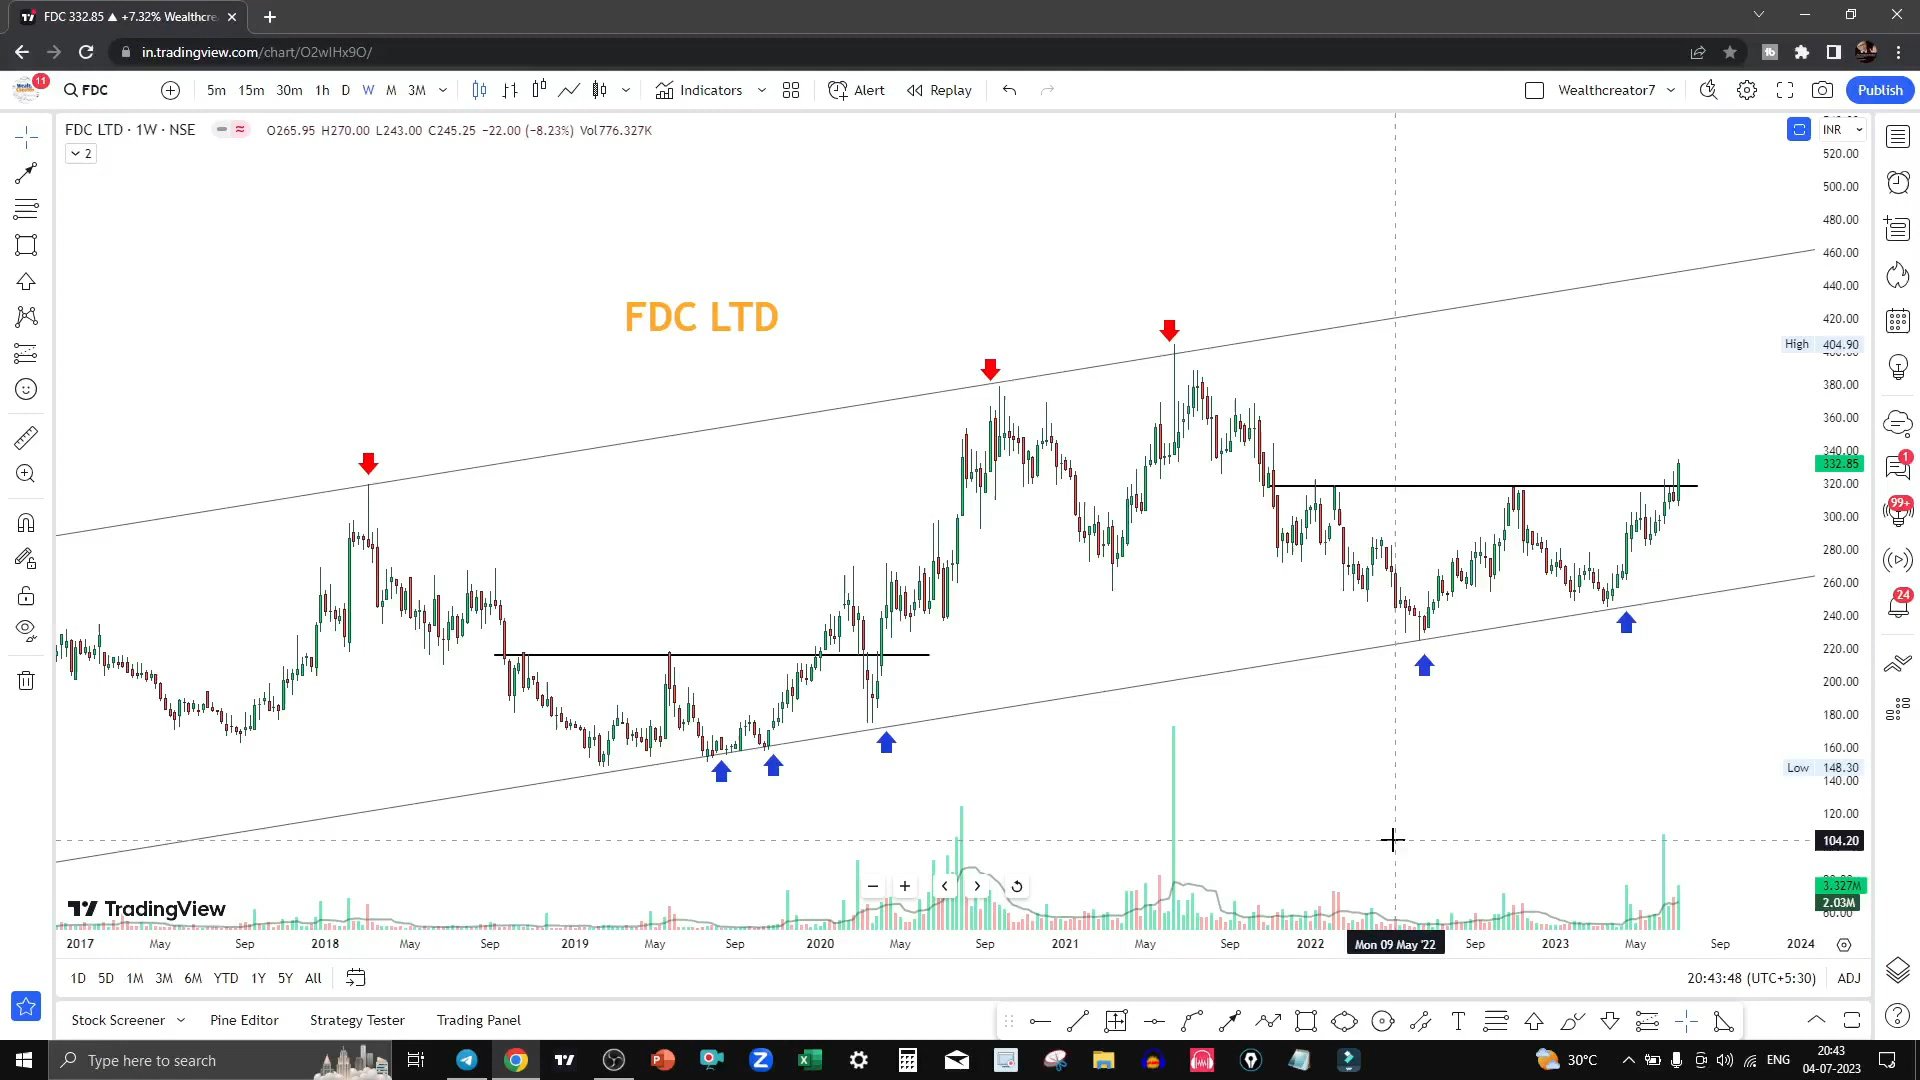 FDC 332.85 ▲ +7.32% Wealthcre
in.tradingview.com/chart/O2wIHx9O/
11
FDC 5m 15m 30m 1h D W M 3M Indicators Alert Replay Wealthcreator7 Publish
FDC LTD · 1W · NSE O265.95 H270.00 L243.00 C245.25 −22.00 (−8.23%) Vol776.327K
INR
2
520.00
500.00
480.00
460.00
440.00
FDC LTD
420.00
High 404.90
400.00
380.00
360.00
340.00
332.85
1
320.00
99+
300.00
280.00
260.00
24
240.00
220.00
200.00
180.00
160.00
Low 148.30
140.00
120.00
104.20
3.327M
2.03M
60.00
TradingView
2017 May Sep 2018 May Sep 2019 May Sep 2020 May Sep 2021 May Sep 2022 Mon 09 May '22 Sep 2023 May Sep 2024
1D 5D 1M 3M 6M YTD 1Y 5Y All 20:43:48 (UTC+5:30) ADJ
Stock Screener Pine Editor Strategy Tester Trading Panel
Type here to search 30°C ENG 20:43
04-07-2023